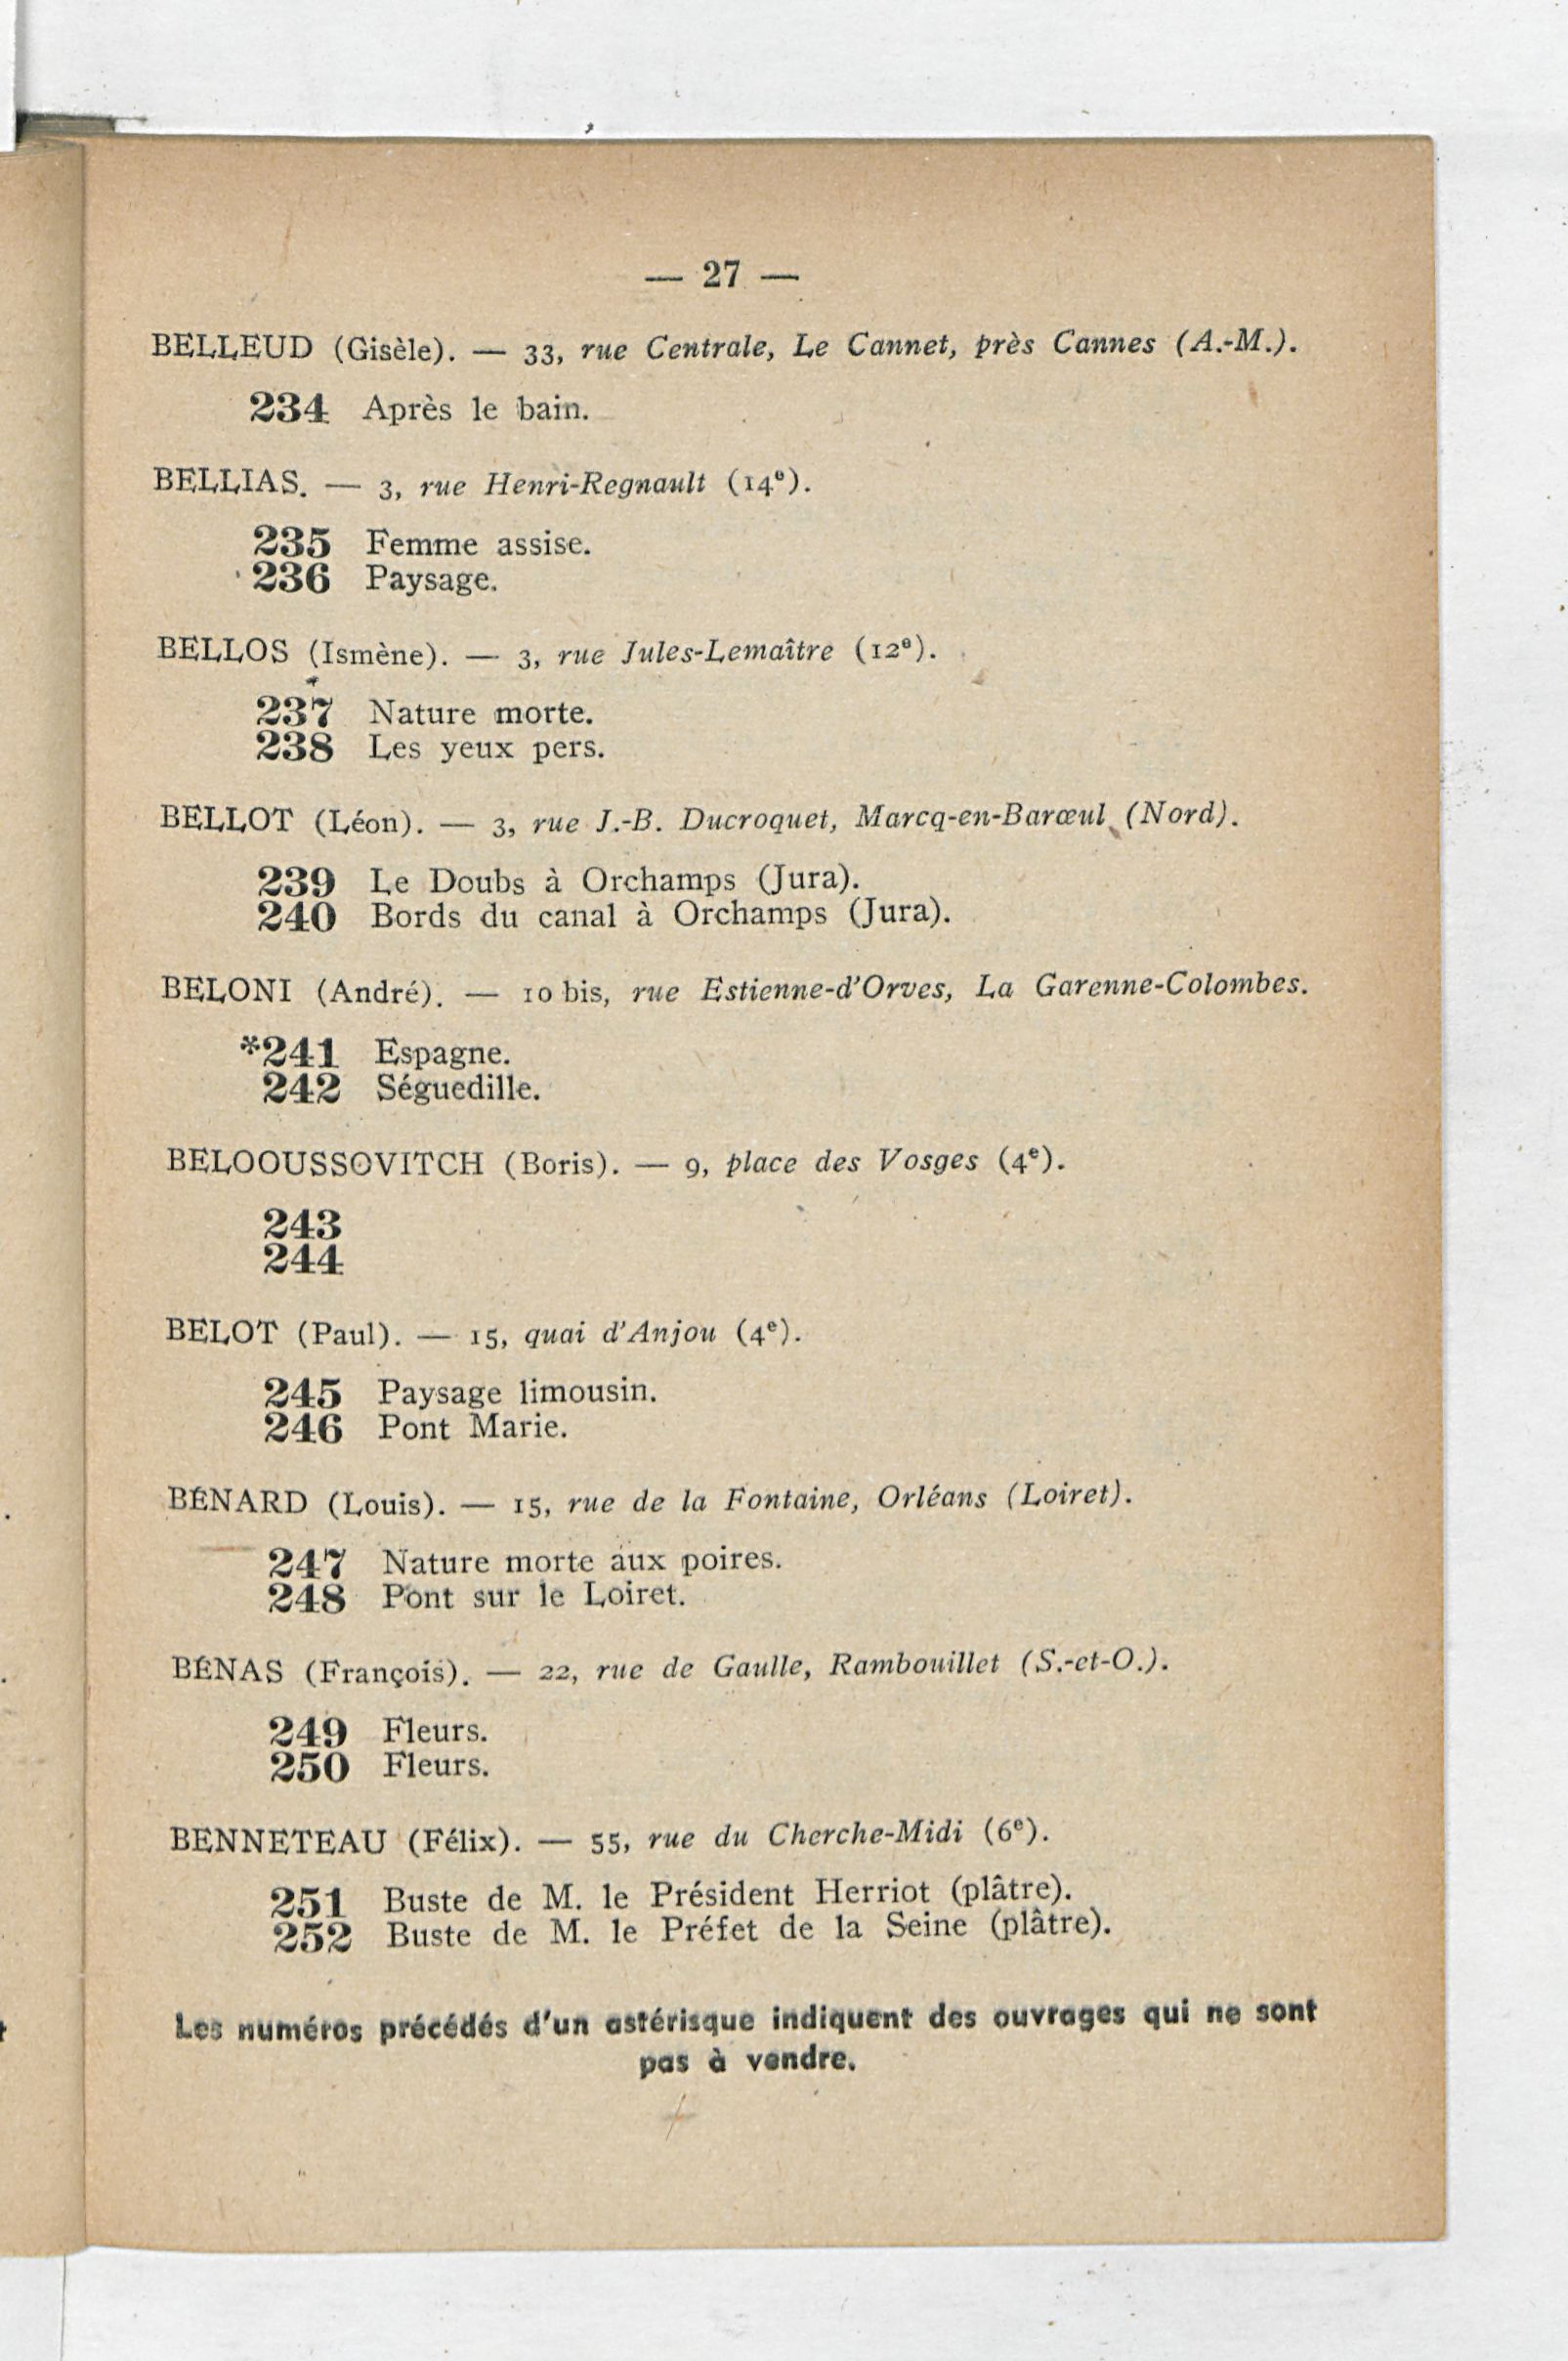 — 27 —
BELLEUD (Gisèle). — 33, rue Centrale, Le Cannet, près Cannes (A.-M.).
234 Après le bain.
BELLIAS. — 3, rue Henri-Regnault (14e).
235 Femme assise.
236 Paysage.
BELLOS (Ismène). — 3, rue Jules-Lemaître (12e).
237 Nature morte.
238 Les yeux pers.
BELLOT (Léon). — 3, rue J.-B. Ducroquet, Marcq-en-Barœul (Nord).
239 Le Doubs à Orchamps (Jura).
240 Bords du canal à Orchamps (Jura).
BELONI (André). — 10 bis, rue Estienne-d'Orves, La Garenne-Colombes.
*241 Espagne.
242 Séguedille.
BELOOUSSOVITCH (Boris). — 9, place des Vosges (4e).
243
244
BELOT (Paul). — 15, quai d'Anjou (4e).
245 Paysage limousin.
246 Pont Marie.
BÉNARD (Louis). — 15, rue de la Fontaine, Orléans (Loiret).
247 Nature morte aux poires.
248 Pont sur le Loiret.
BÉNAS (François). — 22, rue de Gaulle, Rambouillet (S.-et-O.).
249 Fleurs.
250 Fleurs.
BENNETEAU (Félix). — 55, rue du Cherche-Midi (6e).
251 Buste de M. le Président Herriot (plâtre).
252 Buste de M. le Préfet de la Seine (plâtre).
Les numéros précédés d'un astérisque indiquent des ouvrages qui ne sont
pas à vendre.